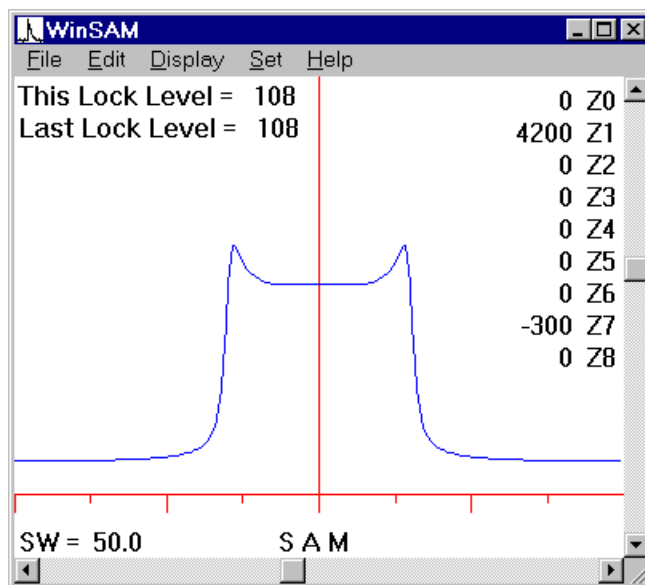 WinSAM
File Edit Display Set Help
This Lock Level = 108
Last Lock Level = 108
0 Z0
4200 Z1
0 Z2
0 Z3
0 Z4
0 Z5
0 Z6
-300 Z7
0 Z8
SW = 50.0
S A M